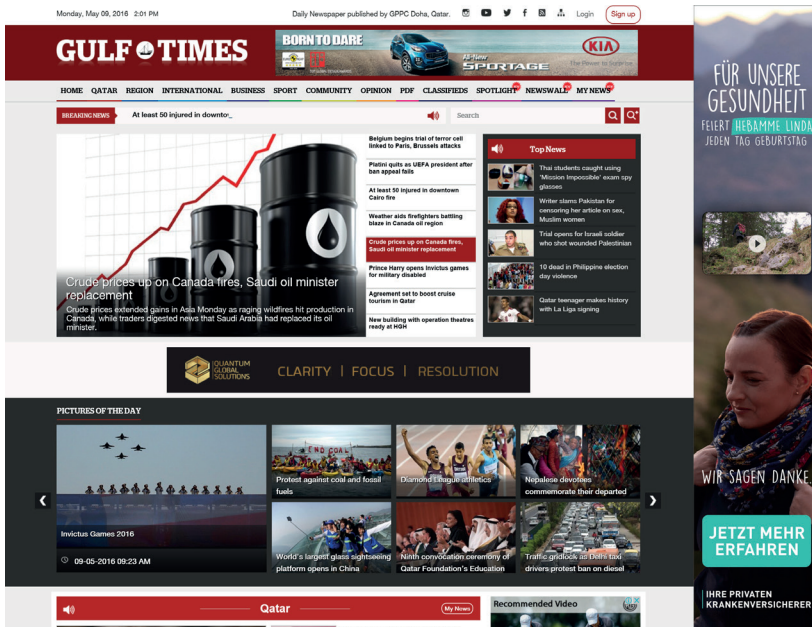 Monday, May 09, 2016 2:01 PM
Daily Newspaper published by GPPC Doha, Qatar.
Login
Sign up
GULF TIMES
BORN TO DARE
All-New
SPORTAGE
KIA
The Power to Surprise
HOME QATAR REGION INTERNATIONAL BUSINESS SPORT COMMUNITY OPINION PDF CLASSIFIEDS SPOTLIGHT NEWSWALL MY NEWS
BREAKING NEWS
At least 50 injured in downto_
Search
Crude prices up on Canada fires, Saudi oil minister
replacement
Crude prices extended gains in Asia Monday as raging wildfires hit production in
Canada, while traders digested news that Saudi Arabia had replaced its oil
minister.
Belgium begins trial of terror cell
linked to Paris, Brussels attacks
Platini quits as UEFA president after
ban appeal fails
At least 50 injured in downtown
Cairo fire
Weather aids firefighters battling
blaze in Canada oil region
Crude prices up on Canada fires,
Saudi oil minister replacement
Prince Harry opens Invictus games
for military disabled
Agreement set to boost cruise
tourism in Qatar
New building with operation theatres
ready at HGH
Top News
Thai students caught using
'Mission Impossible' exam spy
glasses
Writer slams Pakistan for
censoring her article on sex,
Muslim women
Trial opens for Israeli soldier
who shot wounded Palestinian
10 dead in Philippine election
day violence
Qatar teenager makes history
with La Liga signing
QUANTUM
GLOBAL
SOLUTIONS
CLARITY | FOCUS | RESOLUTION
PICTURES OF THE DAY
Invictus Games 2016
09-05-2016 09:23 AM
END COAL
Protest against coal and fossil
fuels
Diamond League athletics
Nepalese devotees
commemorate their departed
World's largest glass sightseeing
platform opens in China
Ninth convocation ceremony of
Qatar Foundation's Education
Traffic gridlock as Delhi taxi
drivers protest ban on diesel
Qatar
My News
Recommended Video
FÜR UNSERE
GESUNDHEIT
FEIERT HEBAMME LINDA
JEDEN TAG GEBURTSTAG
WIR SAGEN DANKE.
JETZT MEHR
ERFAHREN
IHRE PRIVATEN
KRANKENVERSICHERER